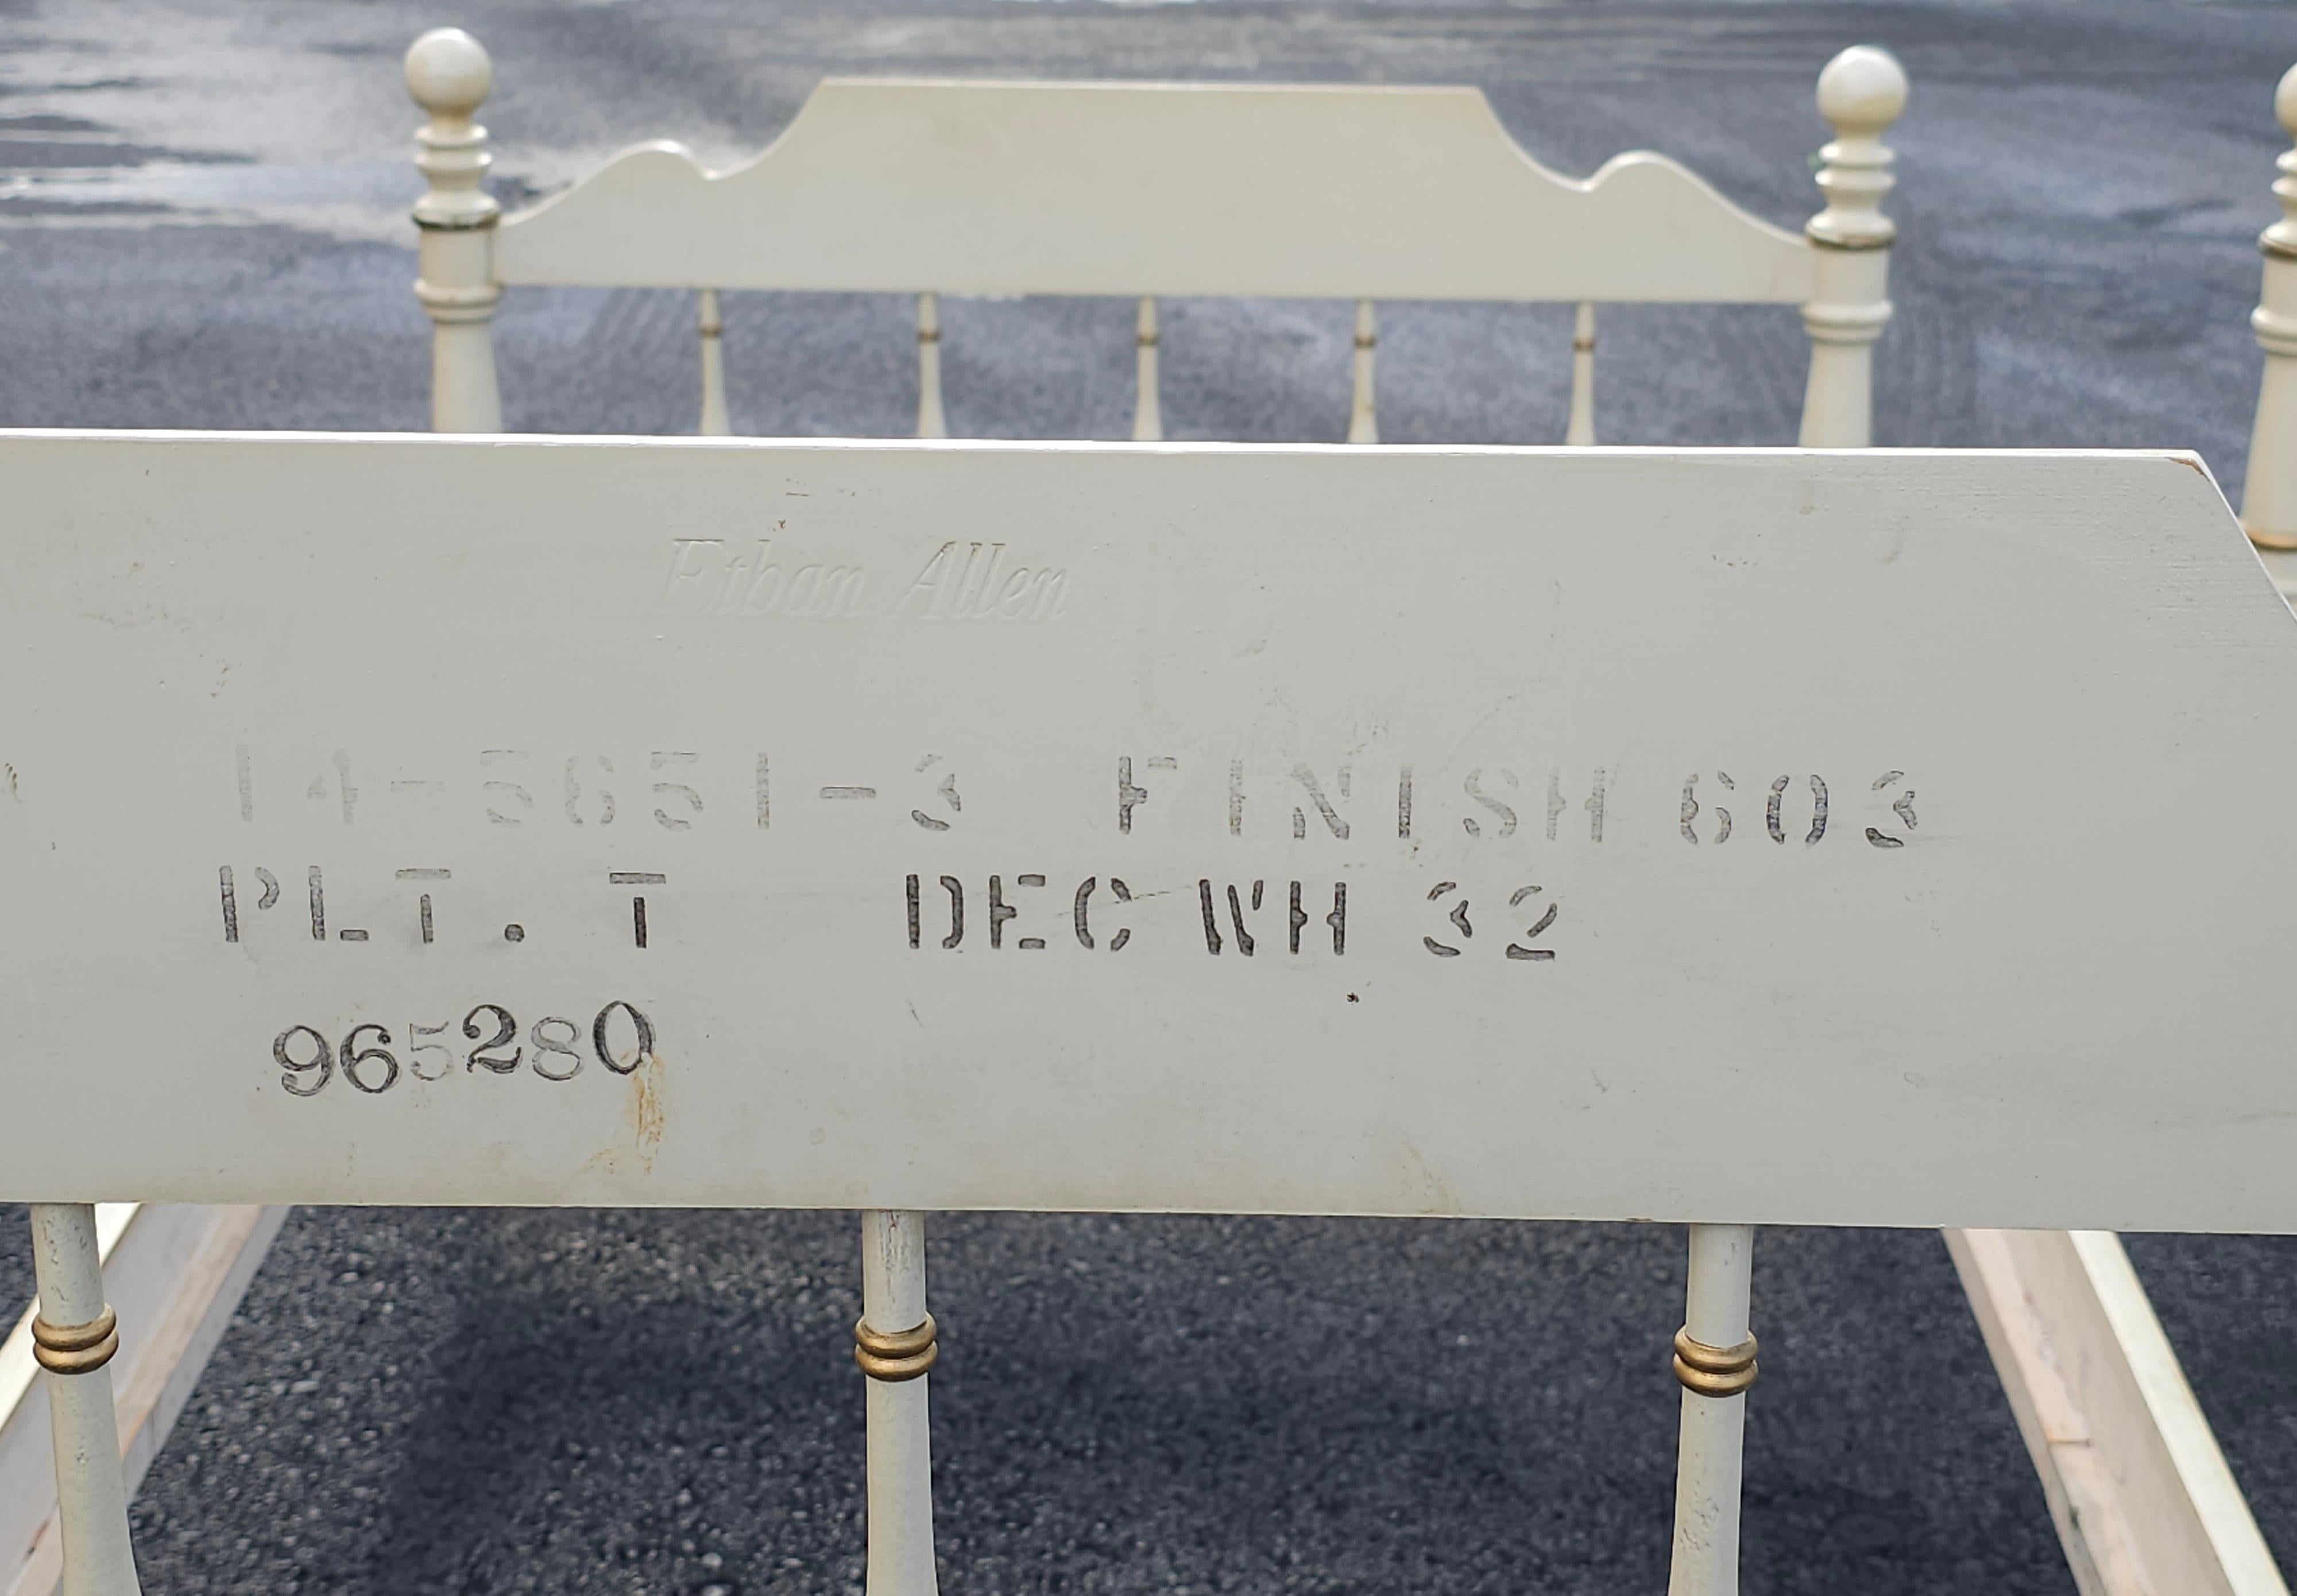 Ethan Allen
14-5651-3 FINISH 603
PLT. T DEC WH 32
965280